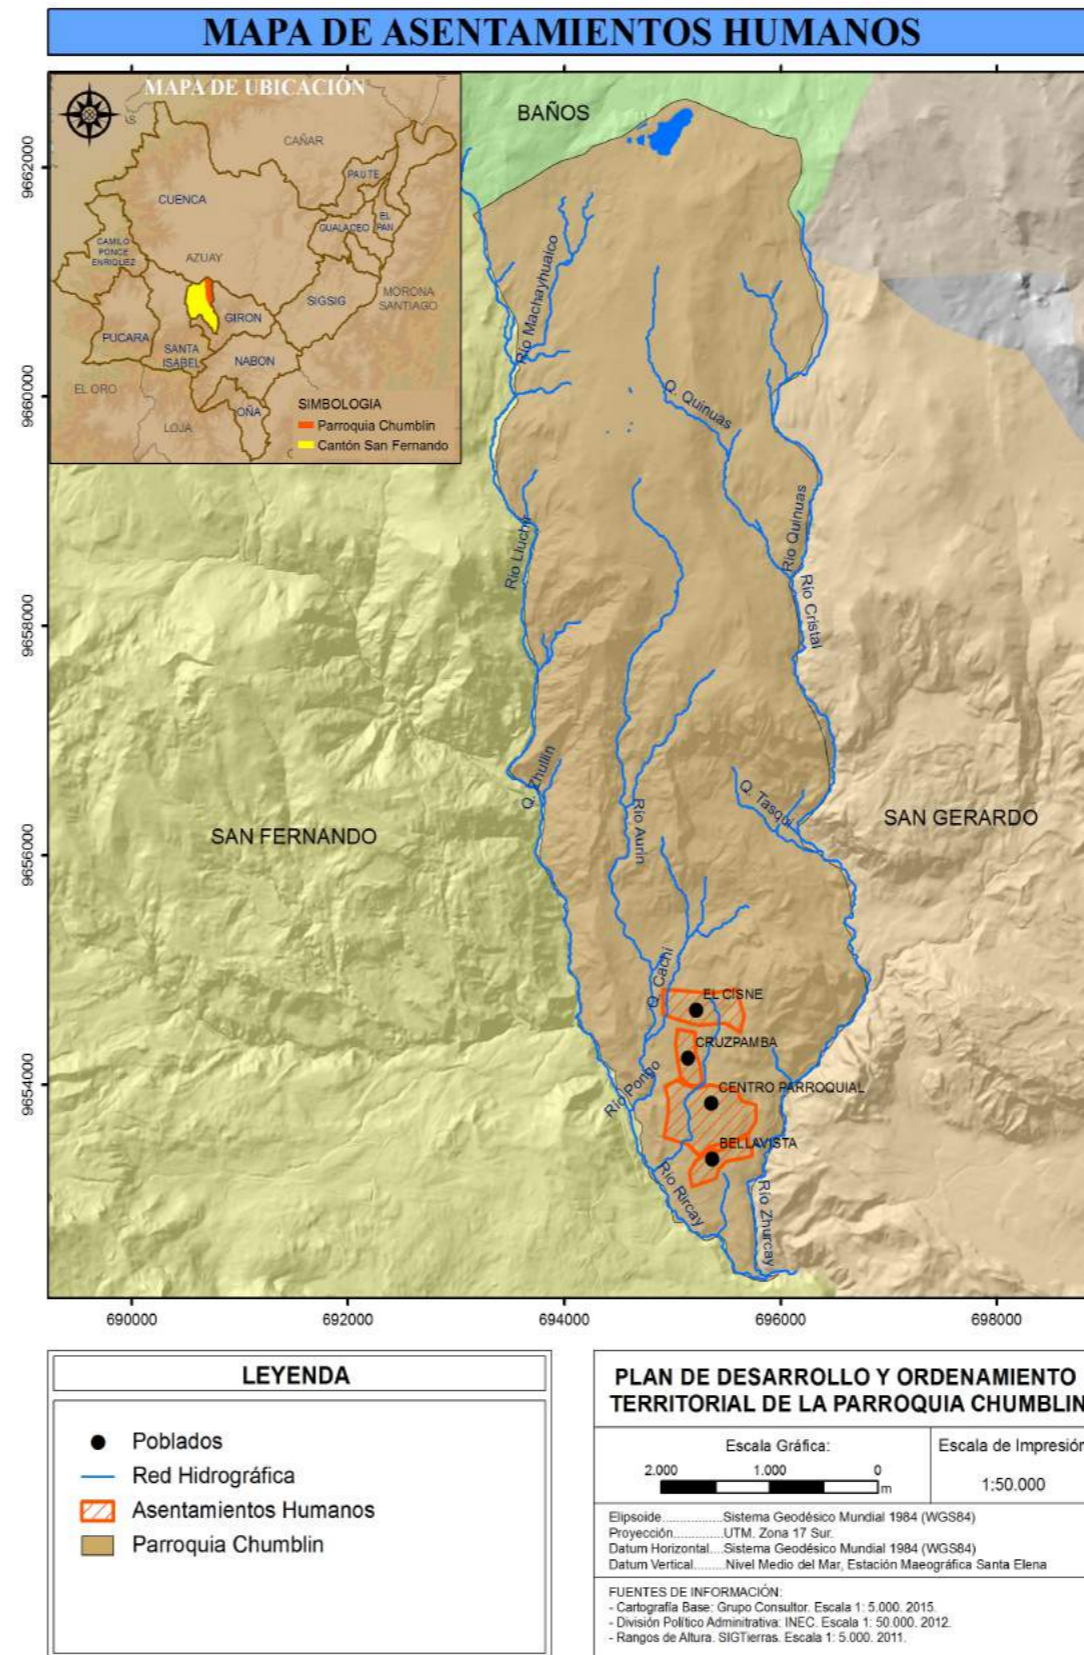 MAPA DE ASENTAMIENTOS HUMANOS
MAPA DE UBICACIÓN
AS
CAÑAR
PAUTE
CUENCA
GUALACEO
EL
PAN
CAMILO
PONCE
ENRIQUEZ
AZUAY
MORONA
SANTIAGO
SIGSIG
GIRON
PUCARA
SANTA
ISABEL
NABON
EL ORO
OÑA
LOJA
SIMBOLOGIA
Parroquia Chumblin
Cantón San Fernando
BAÑOS
Río Machayhuaico
Q. Quinuas
Río Quinuas
Río Lluchir
Río Cristal
Q. Zhullin
Q. Tasqui
Río Aurin
SAN FERNANDO
SAN GERARDO
Q. Cachi
EL CISNE
CRUZPAMBA
Río Pongo
CENTRO PARROQUIAL
BELLAVISTA
Río Rircay
Río Zhurcay
9662000
9660000
9658000
9656000
9654000
690000
692000
694000
696000
698000
LEYENDA
Poblados
Red Hidrográfica
Asentamientos Humanos
Parroquia Chumblin
PLAN DE DESARROLLO Y ORDENAMIENTO
TERRITORIAL DE LA PARROQUIA CHUMBLIN
Escala Gráfica:
2.000 1.000 0
m
Escala de Impresión
1:50.000
Elipsoide................Sistema Geodésico Mundial 1984 (WGS84)
Proyección.............UTM. Zona 17 Sur.
Datum Horizontal....Sistema Geodésico Mundial 1984 (WGS84)
Datum Vertical.........Nivel Medio del Mar, Estación Maeográfica Santa Elena
FUENTES DE INFORMACIÓN:
- Cartografía Base: Grupo Consultor. Escala 1: 5.000. 2015.
- División Político Adminitrativa: INEC. Escala 1: 50.000. 2012.
- Rangos de Altura. SIGTierras. Escala 1: 5.000. 2011.